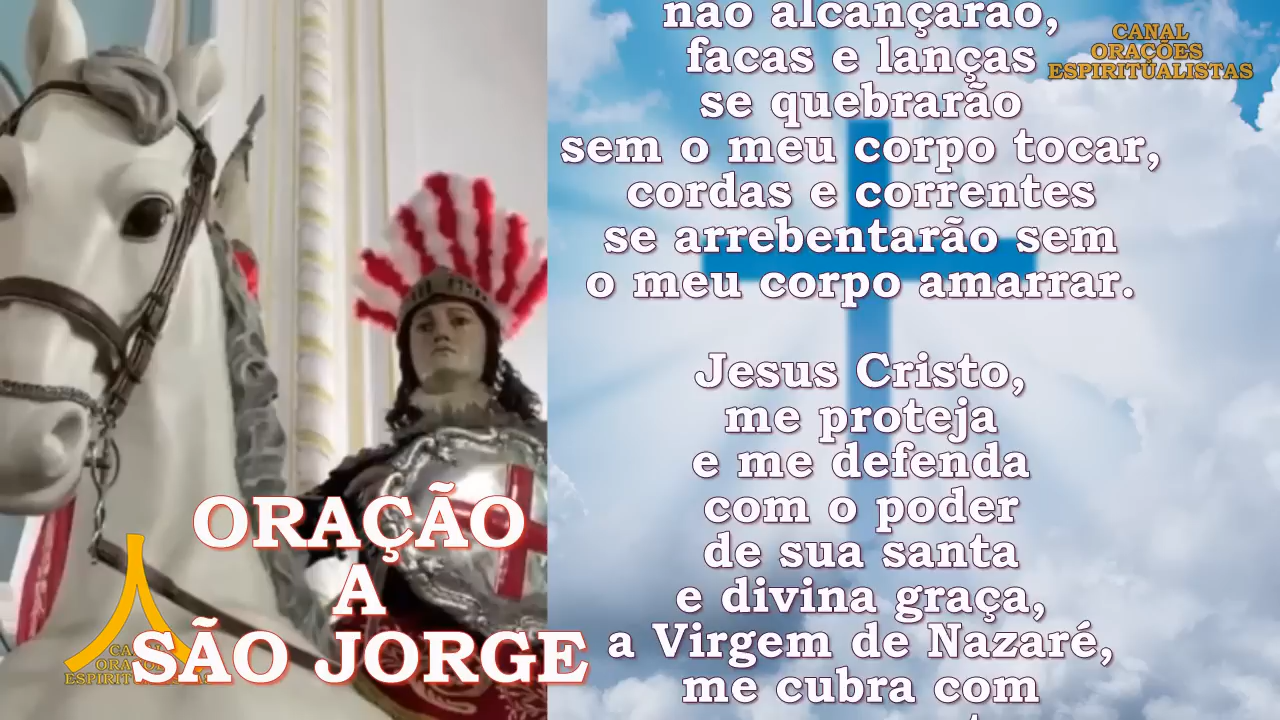 não alcançarão,
facas e lanças
se quebrarão
sem o meu corpo tocar,
cordas e correntes
se arrebentarão sem
o meu corpo amarrar.
Jesus Cristo,
me proteja
e me defenda
com o poder
de sua santa
e divina graça,
a Virgem de Nazaré,
me cubra com
CANAL
ORAÇÕES
ESPIRITUALISTAS
ORAÇÃO
A
SÃO JORGE